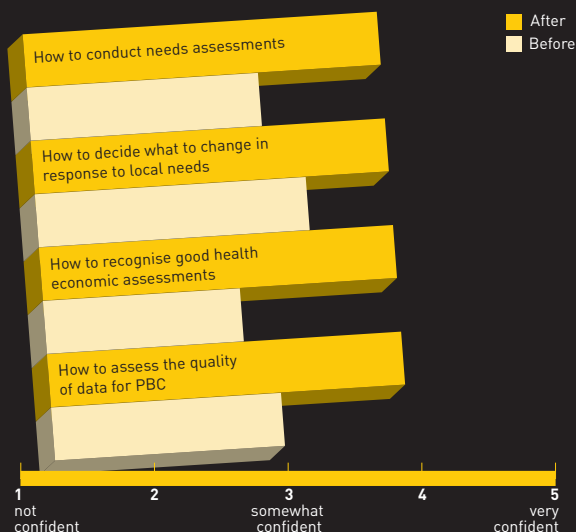 After
Before
How to conduct needs assessments
How to decide what to change in
response to local needs
How to recognise good health
economic assessments
How to assess the quality
of data for PBC
1 2 3 4 5
not somewhat very
confident confident confident